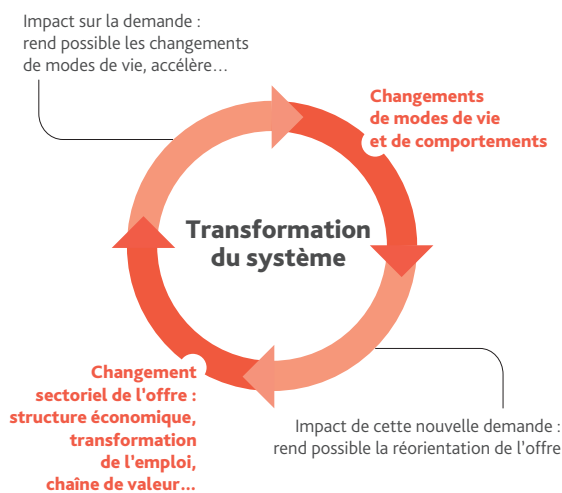 Impact sur la demande :
rend possible les changements
de modes de vie, accélère…
Changements
de modes de vie
et de comportements
Transformation
du système
Changement
sectoriel de l'offre :
structure économique,
transformation
de l'emploi,
chaîne de valeur…
Impact de cette nouvelle demande :
rend possible la réorientation de l’offre